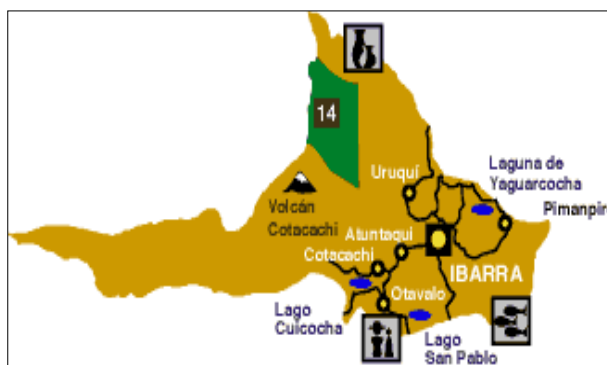 14
Uruquí
Laguna de
Yaguarcocha
Pimanpir
Volcán
Cotacachi
Atuntaqui
Cotacachi
IBARRA
Otavalo
Lago
Cuicocha
Lago
San Pablo